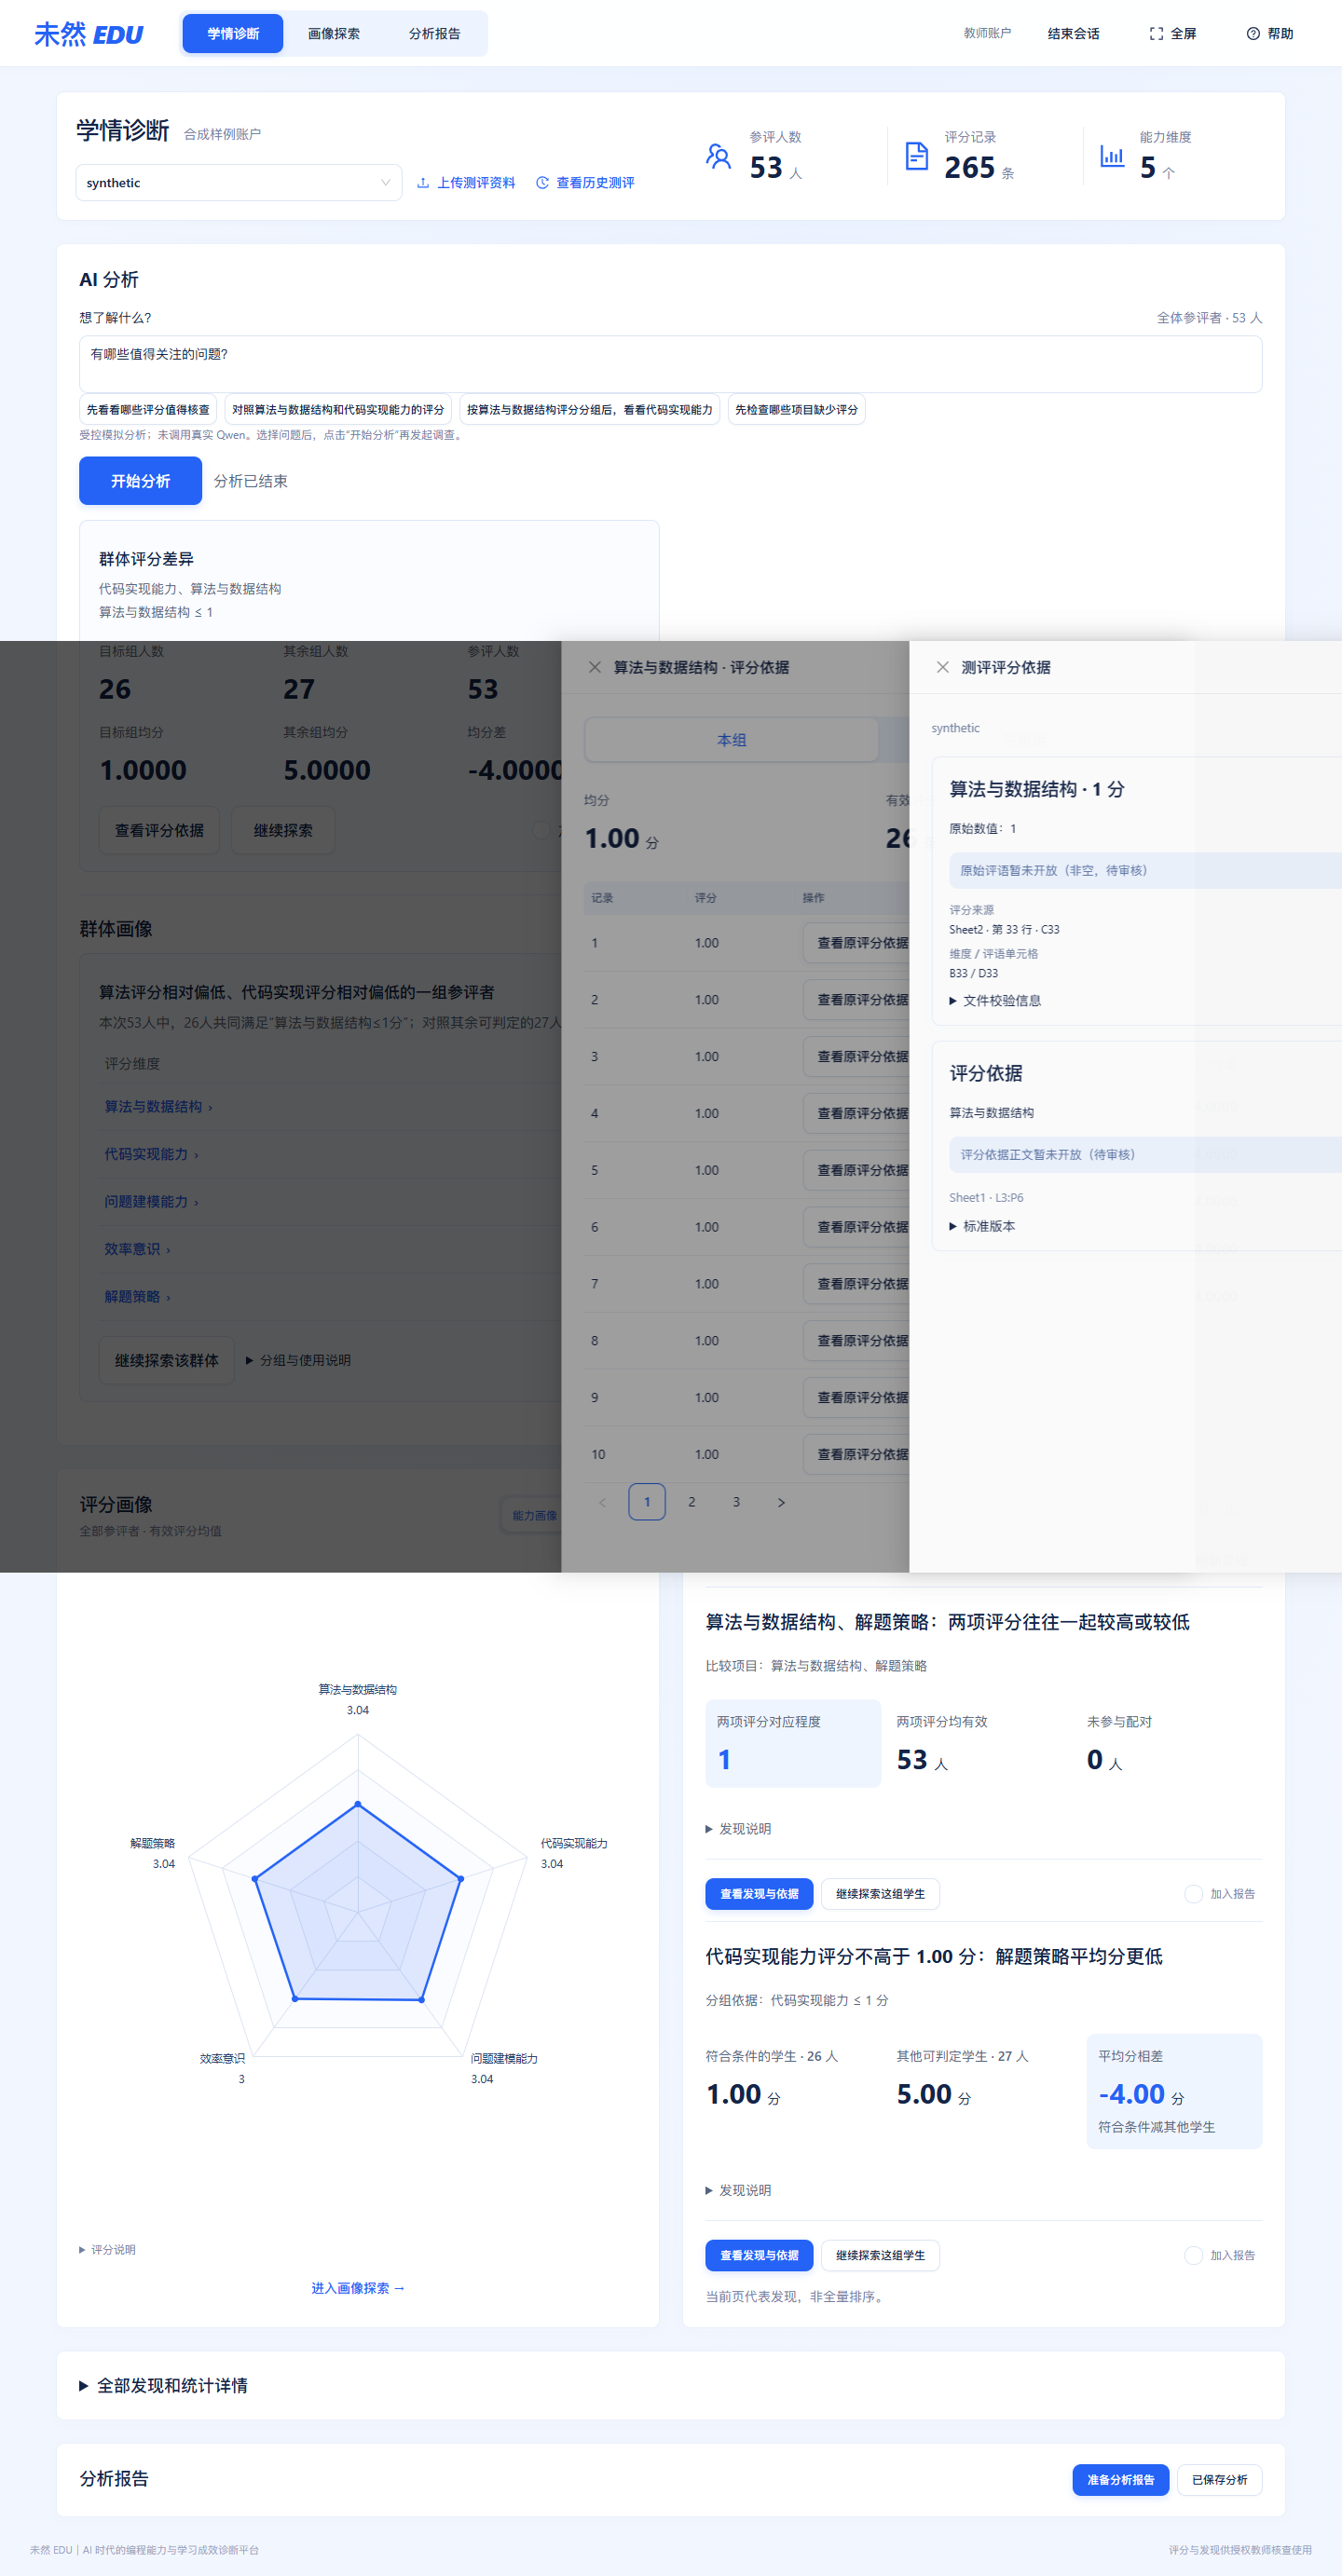 未然 EDU
学情诊断
画像探索
分析报告
教师账户
结束会话
全屏
帮助
学情诊断
合成样例账户
synthetic
上传测评资料
查看历史测评
参评人数
53 人
评分记录
265 条
能力维度
5 个
AI 分析
想了解什么?
全体参评者 · 53 人
有哪些值得关注的问题?
先看看哪些评分值得核查
对照算法与数据结构和代码实现能力的评分
按算法与数据结构评分分组后，看看代码实现能力
先检查哪些项目缺少评分
受控模拟分析；未调用真实 Qwen。选择问题后，点击“开始分析”再发起调查。
开始分析
分析已结束
群体评分差异
代码实现能力、算法与数据结构
算法与数据结构 ≤ 1
目标组人数
其余组人数
参评人数
26
27
53
目标组均分
其余组均分
均分差
1.0000
5.0000
-4.0000
查看评分依据
继续探索
群体画像
算法评分相对偏低、代码实现评分相对偏低的一组参评者
本次53人中，26人共同满足“算法与数据结构≤1分”；对照其余可判定的27人
评分维度
算法与数据结构 ›
代码实现能力 ›
问题建模能力 ›
效率意识 ›
解题策略 ›
继续探索该群体
▶ 分组与使用说明
评分画像
全部参评者 · 有效评分均值
能力画像
算法与数据结构 · 评分依据
本组
均分
有效
1.00 分
26
记录
评分
操作
1
1.00
查看原评分依据
2
1.00
查看原评分依据
3
1.00
查看原评分依据
4
1.00
查看原评分依据
5
1.00
查看原评分依据
6
1.00
查看原评分依据
7
1.00
查看原评分依据
8
1.00
查看原评分依据
9
1.00
查看原评分依据
10
1.00
查看原评分依据
< 1 2 3 >
测评评分依据
synthetic
算法与数据结构 · 1 分
原始数值：1
原始评语暂未开放（非空，待审核）
评分来源
Sheet2 · 第 33 行 · C33
维度 / 评语单元格
B33 / D33
▶ 文件校验信息
评分依据
算法与数据结构
评分依据正文暂未开放（待审核）
Sheet1 · L3:P6
▶ 标准版本
算法与数据结构
3.04
代码实现能力
3.04
问题建模能力
3.04
效率意识
3
解题策略
3.04
▶ 评分说明
进入画像探索 →
算法与数据结构、解题策略：两项评分往往一起较高或较低
比较项目：算法与数据结构、解题策略
两项评分对应程度
1
两项评分均有效
53 人
未参与配对
0 人
▶ 发现说明
查看发现与依据
继续探索这组学生
加入报告
代码实现能力评分不高于 1.00 分：解题策略平均分更低
分组依据：代码实现能力 ≤ 1 分
符合条件的学生 · 26 人
1.00 分
其他可判定学生 · 27 人
5.00 分
平均分相差
-4.00 分
符合条件减其他学生
▶ 发现说明
查看发现与依据
继续探索这组学生
加入报告
当前页代表发现，非全量排序。
▶ 全部发现和统计详情
分析报告
准备分析报告
已保存分析
未然 EDU | AI 时代的编程能力与学习成效诊断平台
评分与发现供授权教师核查使用